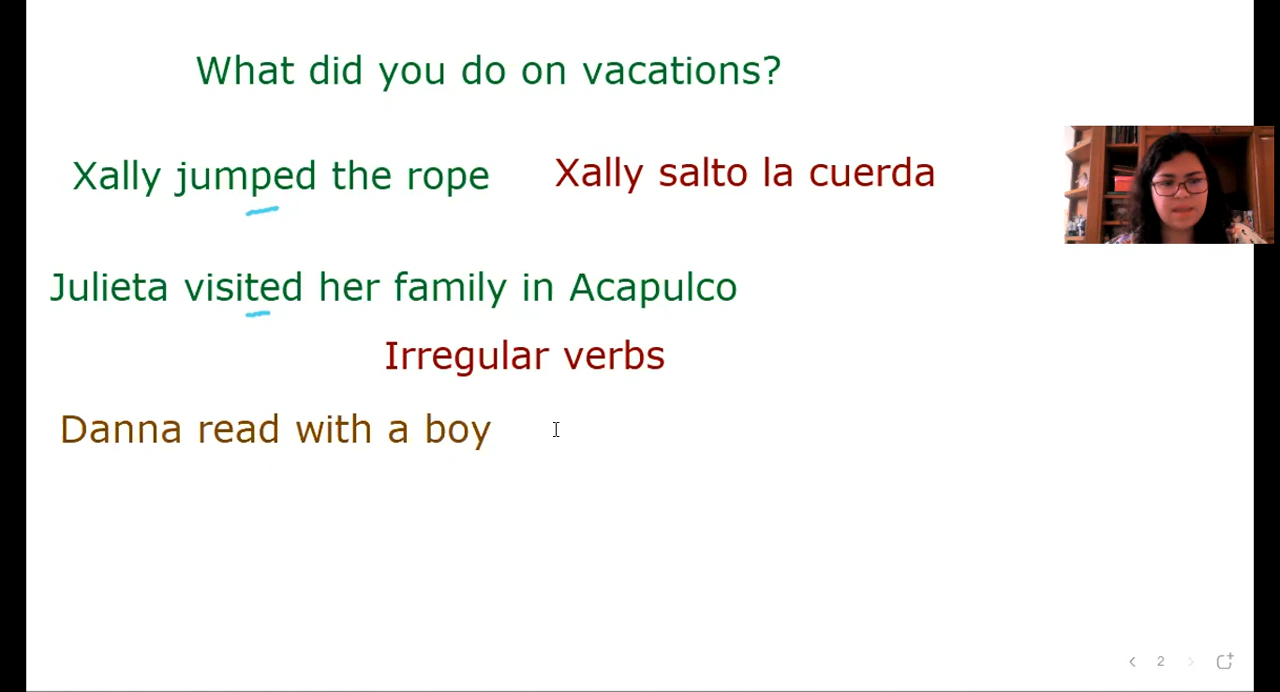 What did you do on vacations?
Xally jumped the rope
Xally salto la cuerda
Julieta visited her family in Acapulco
Irregular verbs
Danna read with a boy
2